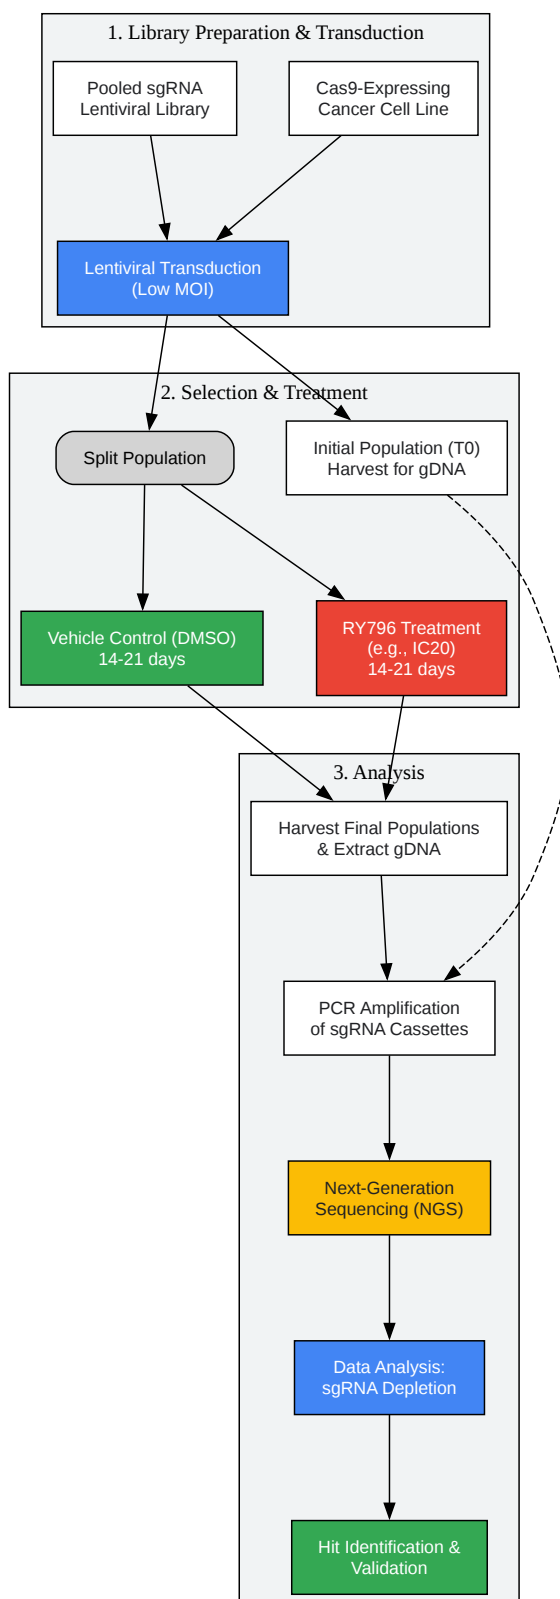 1. Library Preparation & Transduction
Pooled sgRNA
Lentiviral Library
Cas9-Expressing
Cancer Cell Line
Lentiviral Transduction
(Low MOI)
2. Selection & Treatment
Split Population
Initial Population (T0)
Harvest for gDNA
Vehicle Control (DMSO)
14-21 days
RY796 Treatment
(e.g., IC20)
14-21 days
3. Analysis
Harvest Final Populations
& Extract gDNA
PCR Amplification
of sgRNA Cassettes
Next-Generation
Sequencing (NGS)
Data Analysis:
sgRNA Depletion
Hit Identification &
Validation